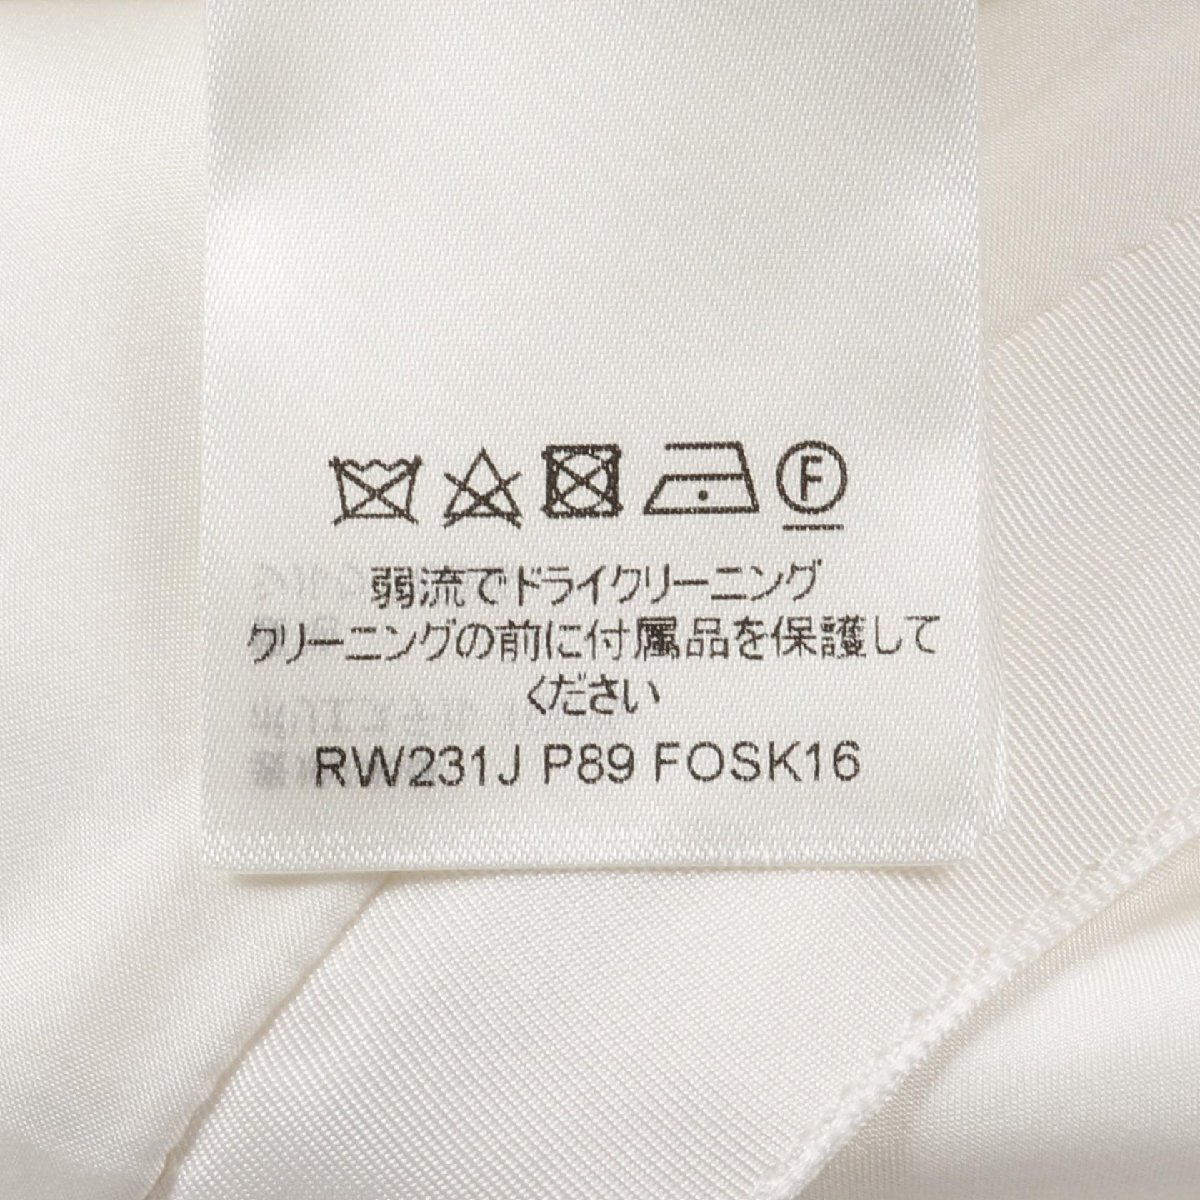 F
弱流でドライクリーニング
クリーニングの前に付属品を保護して
ください
RW231J P89 FOSK16